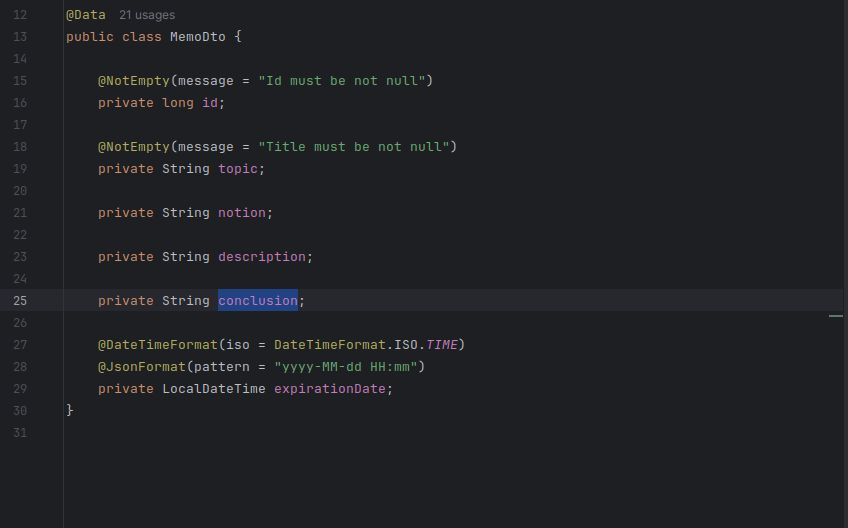 12 @Data 21 usages
13 public class MemoDto {
14
15 @NotEmpty(message = "Id must be not null")
16 private long id;
17
18 @NotEmpty(message = "Title must be not null")
19 private String topic;
20
21 private String notion;
22
23 private String description;
24
25 private String conclusion;
26
27 @DateTimeFormat(iso = DateTimeFormat.ISO.TIME)
28 @JsonFormat(pattern = "yyyy-MM-dd HH:mm")
29 private LocalDateTime expirationDate;
30 }
31